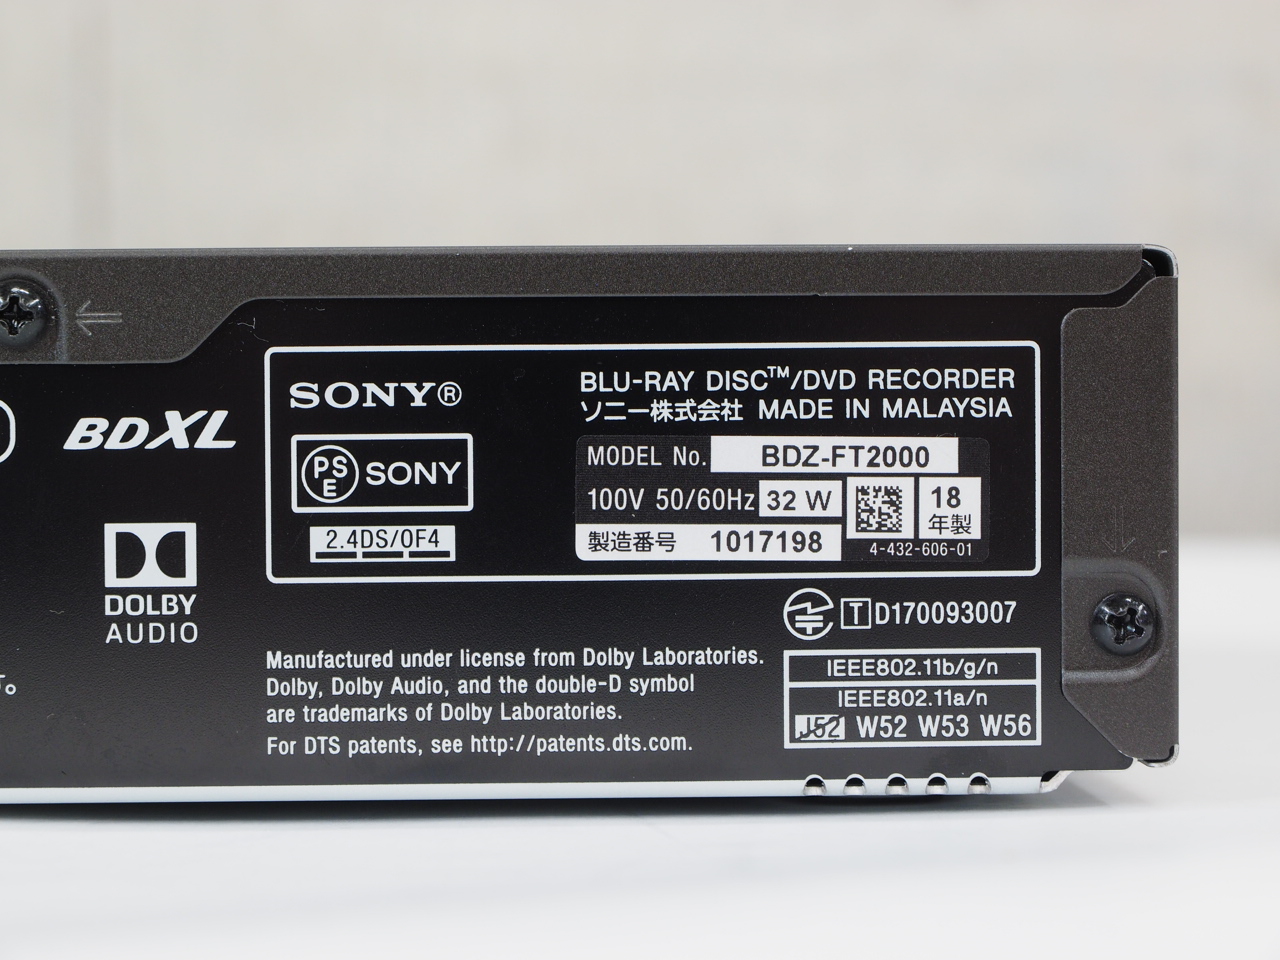 SONY®
BLU-RAY DISC™/DVD RECORDER
ソニー株式会社 MADE IN MALAYSIA
BDXL
PSE SONY
MODEL No. BDZ-FT2000
100V 50/60Hz 32 W
18
年製
2.4DS/OF4
製造番号 1017198
4-432-606-01
DOLBY
AUDIO
T D170093007
Manufactured under license from Dolby Laboratories.
Dolby, Dolby Audio, and the double-D symbol
are trademarks of Dolby Laboratories.
For DTS patents, see http://patents.dts.com.
IEEE802.11b/g/n
IEEE802.11a/n
J52 W52 W53 W56